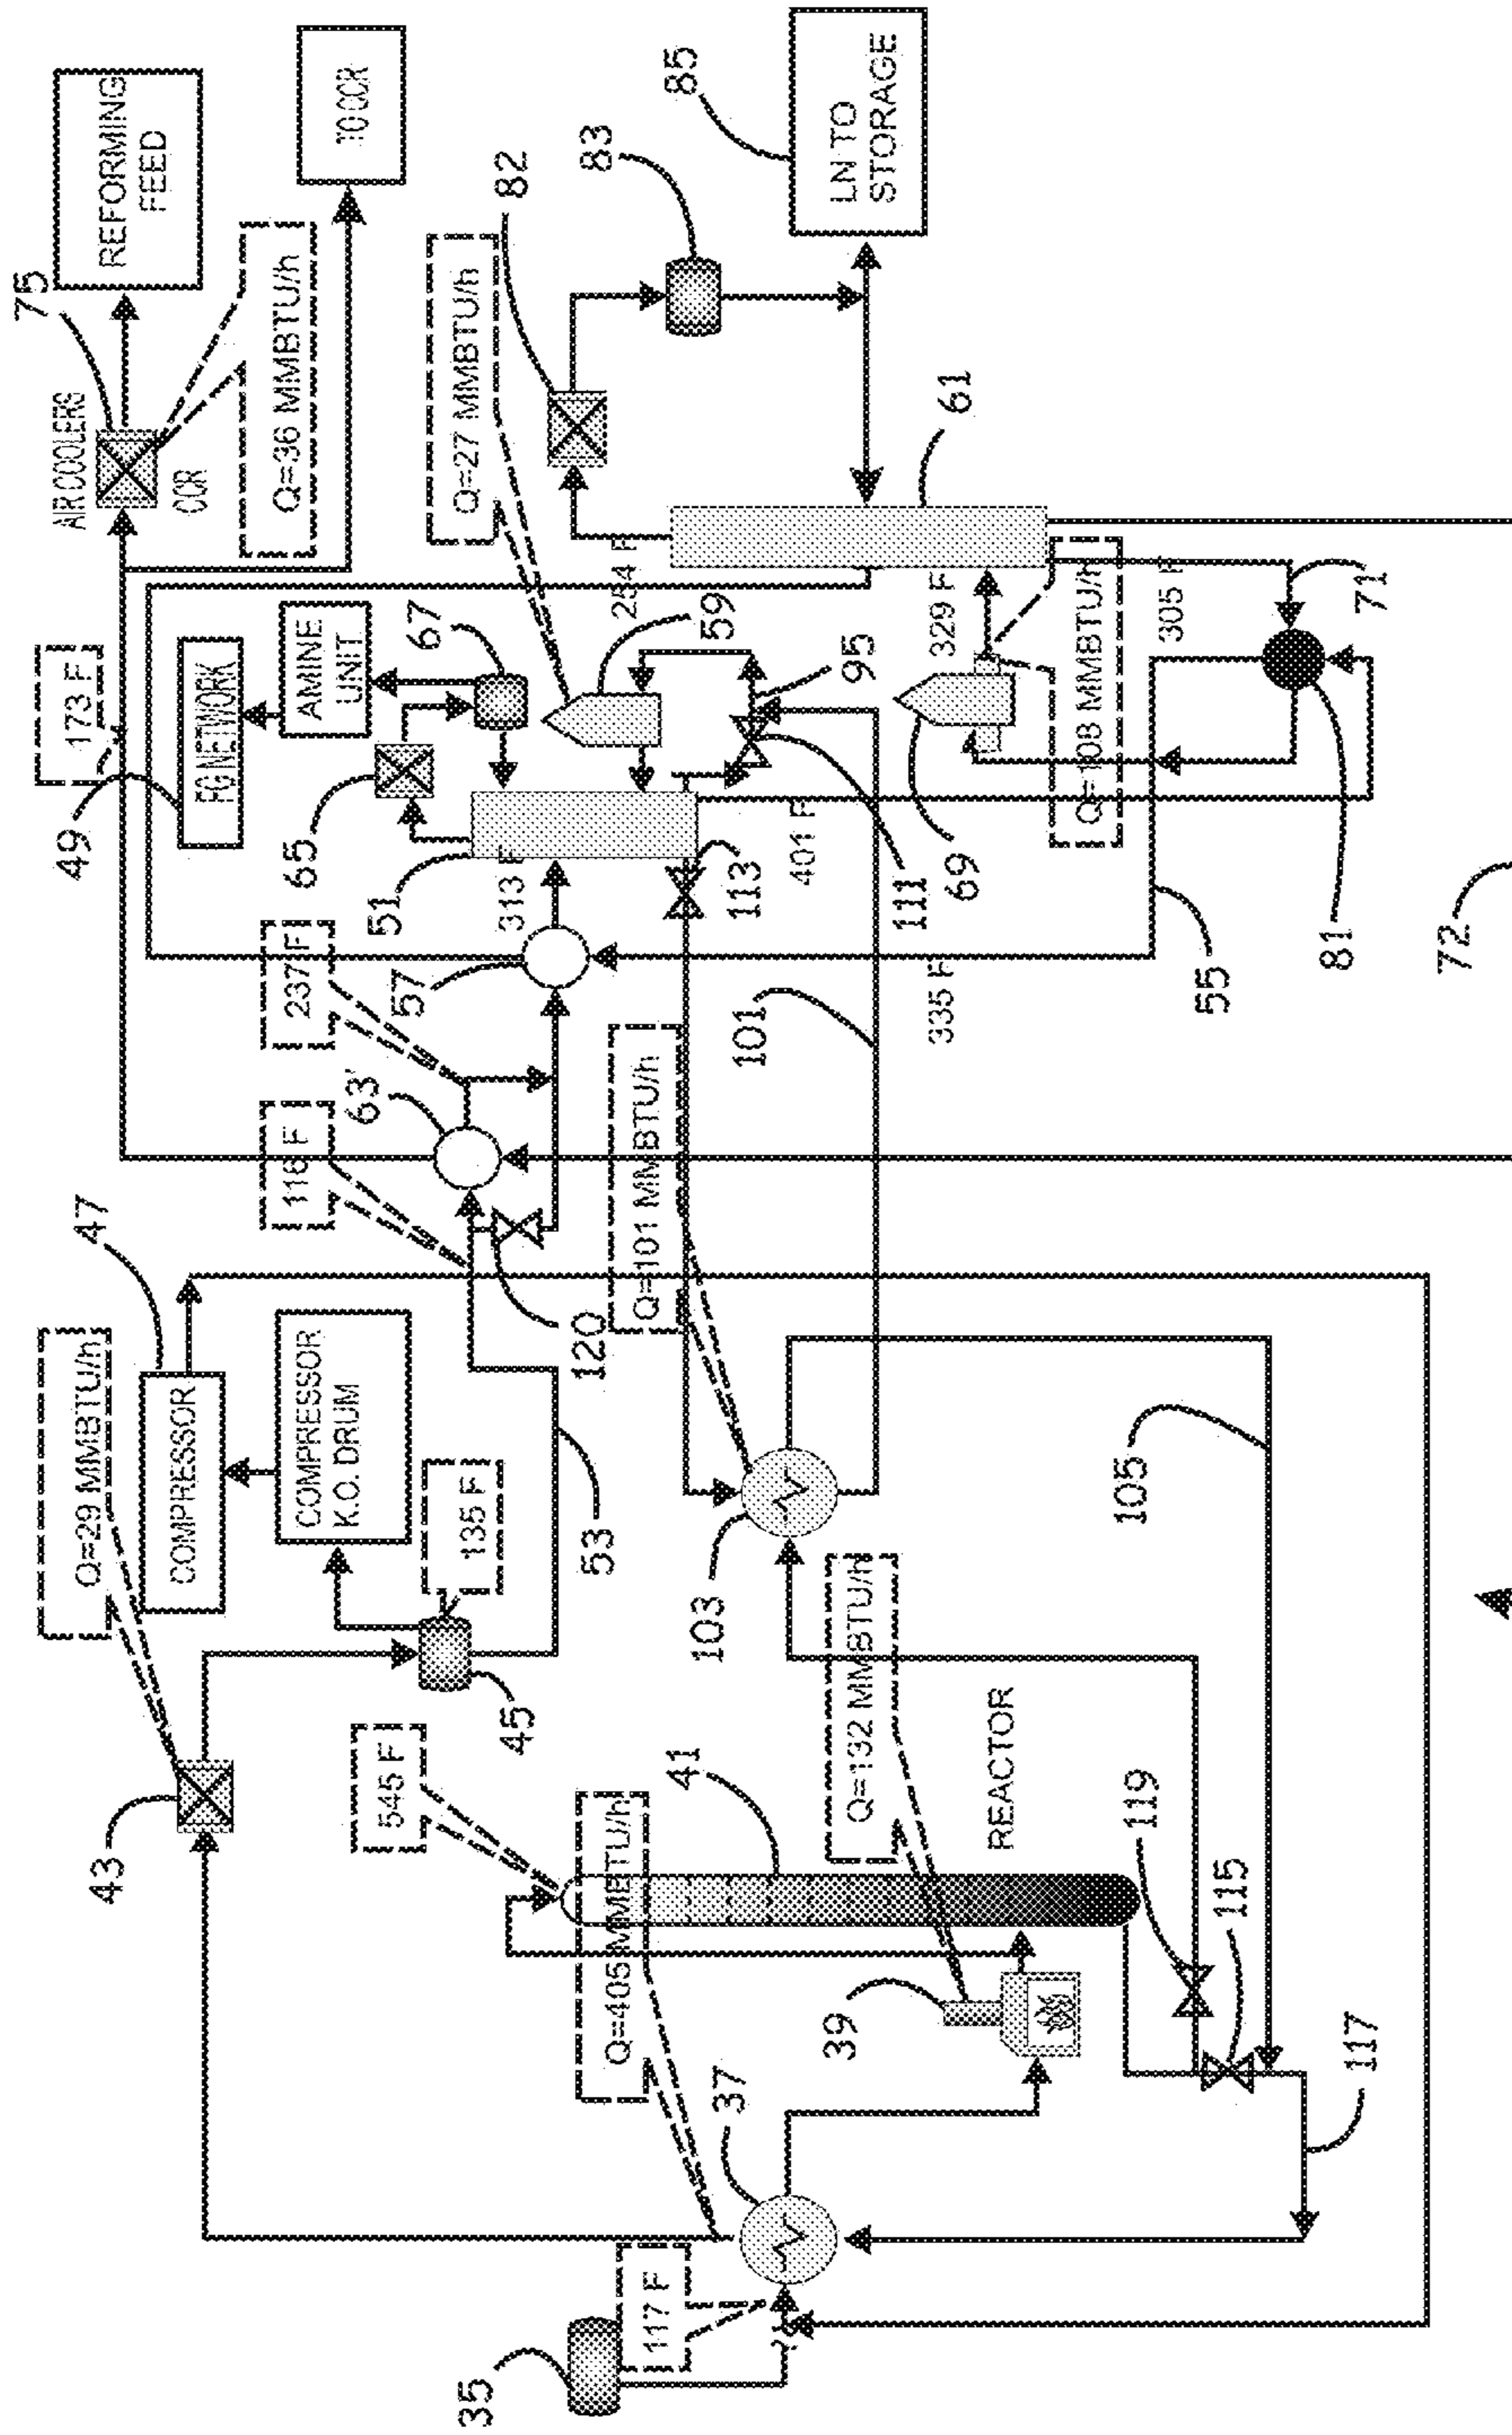 35
117 F
37
Q=405 MMBTU/h
43
Q=29 MMBTU/h
47
COMPRESSOR
COMPRESSOR
K.O. DRUM
135 F
45
53
545 F
41
39
Q=132 MMBTU/h
REACTOR
119
115
117
105
103
Q=101 MMBTU/h
101
120
116 F
63
237 F
57
51
313 F
113
401 F
335 F
55
49
173 F
FG NETWORK
AMINE
UNIT
65
67
59
254 F
95
111
69
329 F
Q=108 MMBTU/h
305 F
71
81
72
61
Q=27 MMBTU/h
82
83
85
LN TO
STORAGE
AIR COOLERS
CCR
75
Q=36 MMBTU/h
REFORMING
FEED
TO CCR